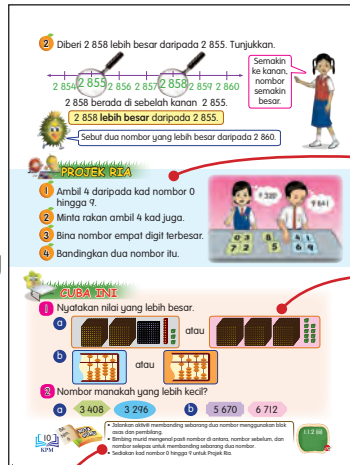 2 Diberi 2 858 lebih besar daripada 2 855. Tunjukkan.
Semakin
ke kanan,
nombor
semakin
besar.
2 854 2 855 2 856 2 857 2 858 2 859 2 860
2 858 berada di sebelah kanan 2 855.
2 858 lebih besar daripada 2 855.
Sebut dua nombor yang lebih besar daripada 2 860.
PROJEK RIA
1 Ambil 4 daripada kad nombor 0
hingga 9.
2 Minta rakan ambil 4 kad juga.
3 Bina nombor empat digit terbesar.
4 Bandingkan dua nombor itu.
9 641
CUBA INI
1 Nyatakan nilai yang lebih besar.
a atau
b atau
2 Nombor manakah yang lebih kecil?
a 3 408 3 296 b 5 670 6 712
• Jalankan aktiviti membanding sebarang dua nombor menggunakan blok
asas dan pembilang.
• Bimbing murid mengenal pasti nombor di antara, nombor sebelum, dan
nombor selepas untuk membanding sebarang dua nombor.
• Sediakan kad nombor 0 hingga 9 untuk Projek Ria.
10
KPM